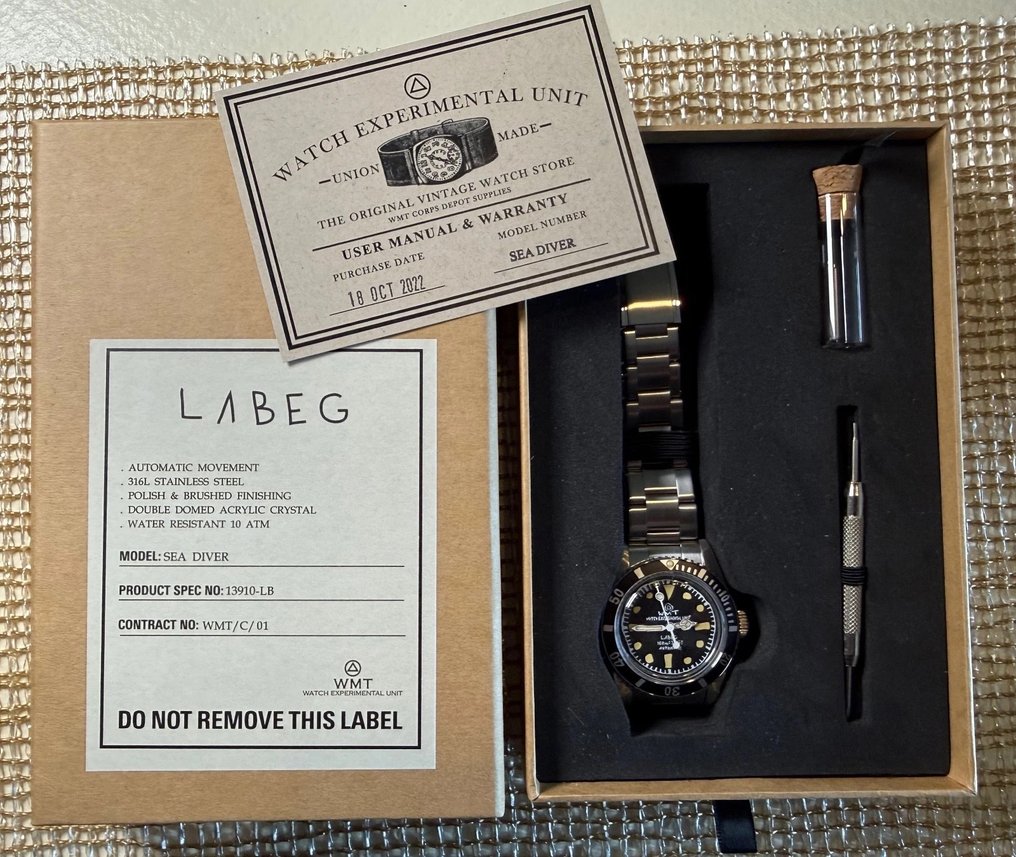 WATCH EXPERIMENTAL UNIT
UNION MADE
THE ORIGINAL VINTAGE WATCH STORE
WMT CORPS DEPOT SUPPLIES
USER MANUAL & WARRANTY
PURCHASE DATE MODEL NUMBER
18 OCT 2022 SEA DIVER
LΛBEG
. AUTOMATIC MOVEMENT
. 316L STAINLESS STEEL
. POLISH & BRUSHED FINISHING
. DOUBLE DOMED ACRYLIC CRYSTAL
. WATER RESISTANT 10 ATM
MODEL: SEA DIVER
PRODUCT SPEC NO: 13910-LB
CONTRACT NO: WMT/C/01
WMT
WATCH EXPERIMENTAL UNIT
DO NOT REMOVE THIS LABEL
50
40
30
WMT
LABEG